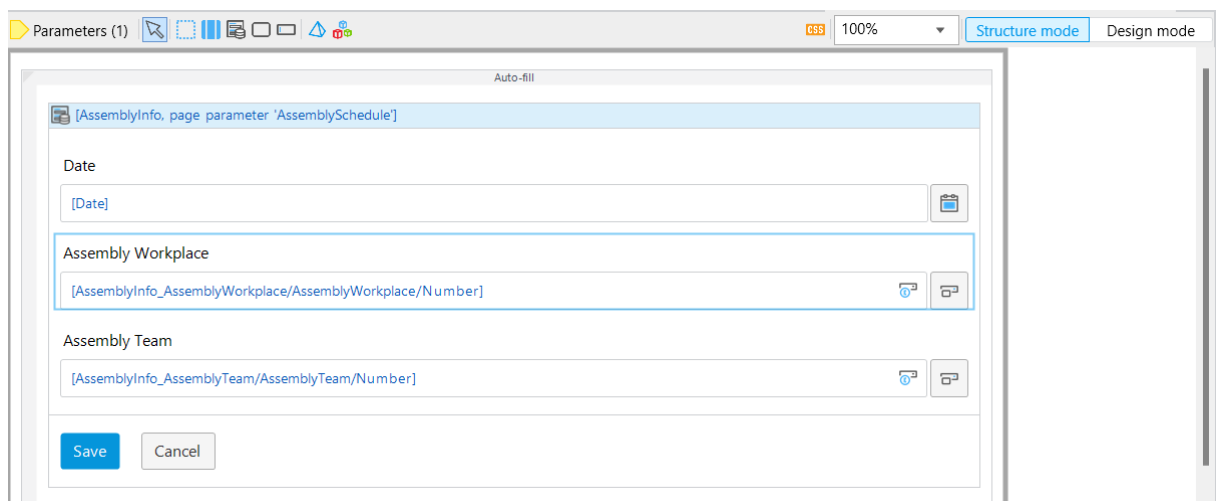 Parameters (1) CSS 100% Structure mode Design mode
Auto-fill
[AssemblyInfo, page parameter 'AssemblySchedule']
Date
[Date]
Assembly Workplace
[AssemblyInfo_AssemblyWorkplace/AssemblyWorkplace/Number]
Assembly Team
[AssemblyInfo_AssemblyTeam/AssemblyTeam/Number]
Save Cancel